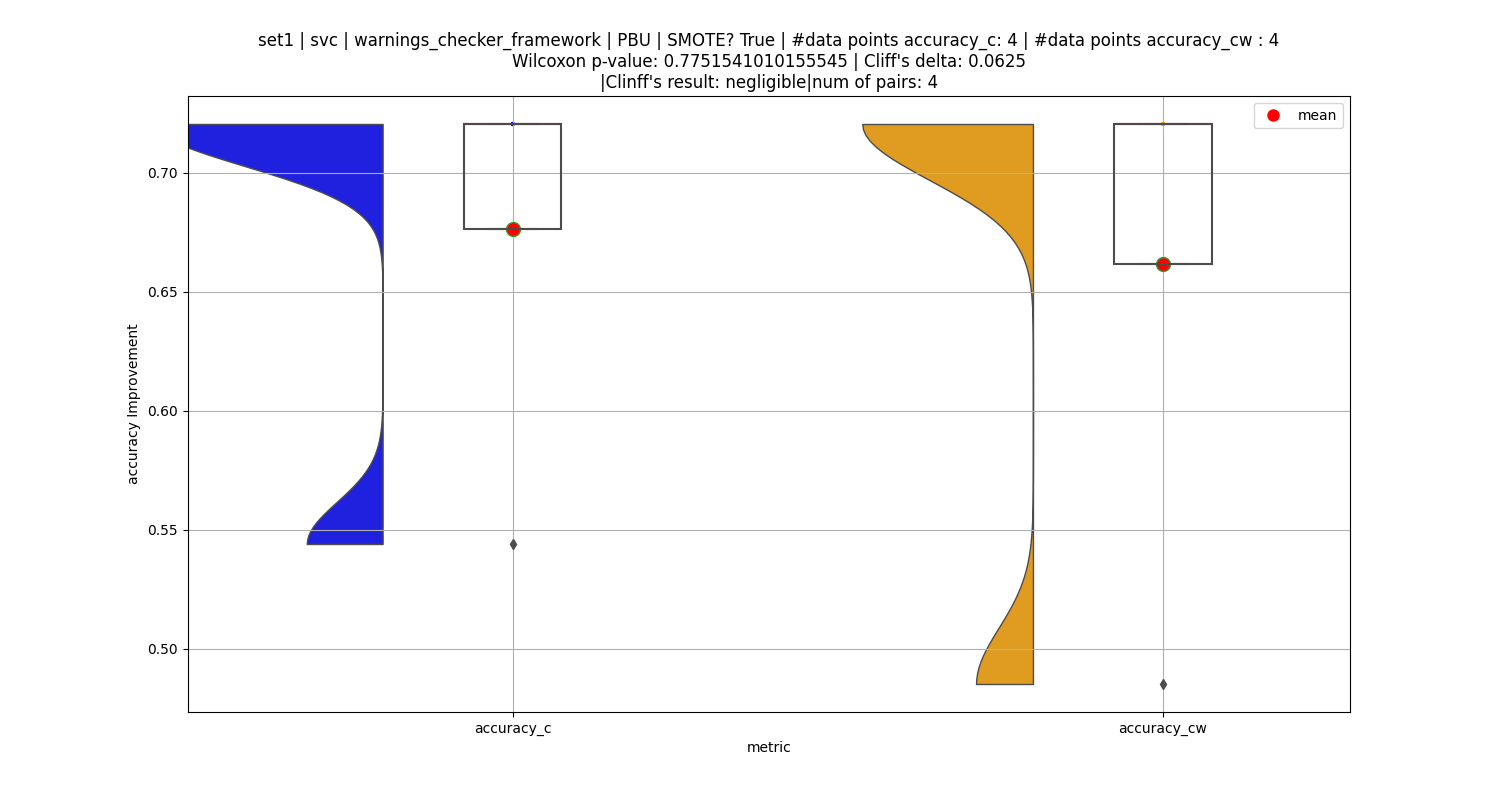 set1 | svc | warnings_checker_framework | PBU | SMOTE? True | #data points accuracy_c: 4 | #data points accuracy_cw : 4
Wilcoxon p-value: 0.7751541010155545 | Cliff's delta: 0.0625
|Clinff's result: negligible|num of pairs: 4
mean
0.70
0.65
0.60
0.55
0.50
accuracy Improvement
accuracy_c
accuracy_cw
metric